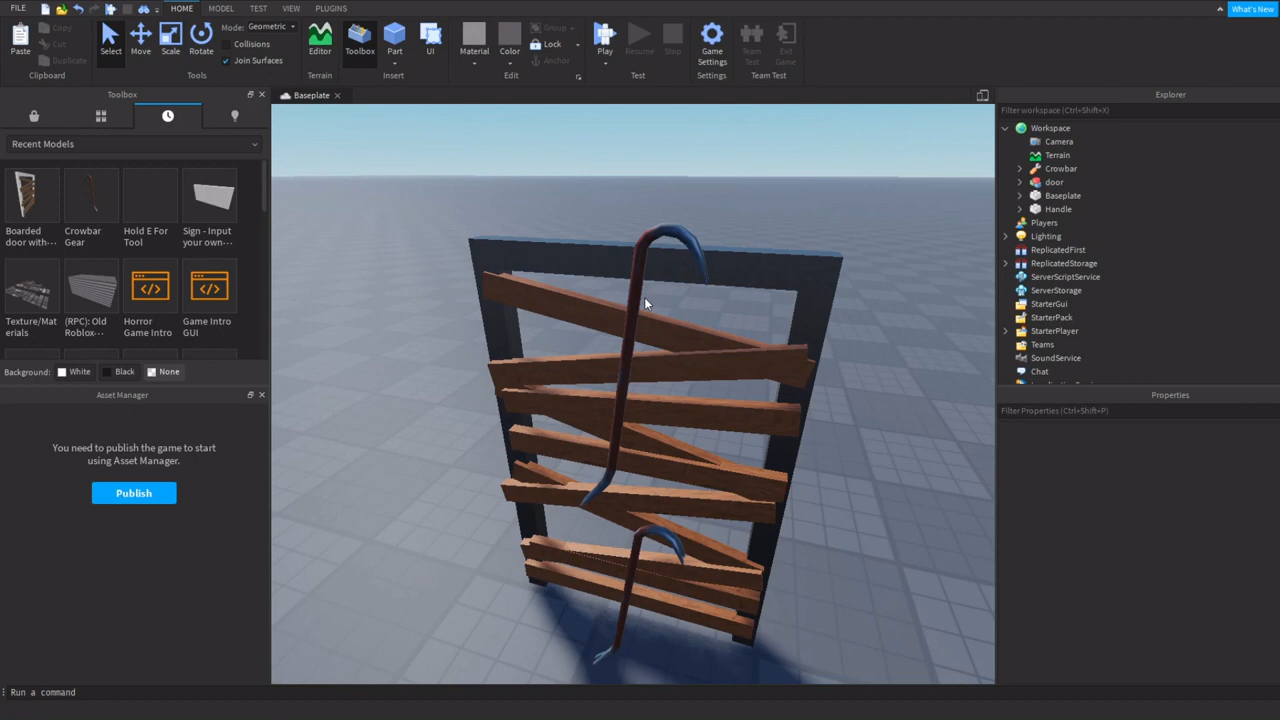 FILE HOME MODEL TEST VIEW PLUGINS What's New
Paste Copy Cut Duplicate Clipboard
Select Move Scale Rotate Mode: Geometric Collisions Join Surfaces Tools
Editor Terrain
Toolbox Part UI Insert
Material Color Group Lock Anchor Edit
Play Resume Stop Test
Game Settings Settings
Team Test Exit Game Team Test
Toolbox
Recent Models
Boarded door with···
Crowbar Gear
Hold E For Tool
Sign - Input your own···
Texture/Mat erials
(RPC): Old Roblox···
Horror Game Intro
Game Intro GUI
Background: White Black None
Asset Manager
You need to publish the game to start
using Asset Manager.
Publish
Baseplate
Explorer
Filter workspace (Ctrl+Shift+X)
Workspace
Camera
Terrain
Crowbar
door
Baseplate
Handle
Players
Lighting
ReplicatedFirst
ReplicatedStorage
ServerScriptService
ServerStorage
StarterGui
StarterPack
StarterPlayer
Teams
SoundService
Chat
Properties
Filter Properties (Ctrl+Shift+P)
Run a command